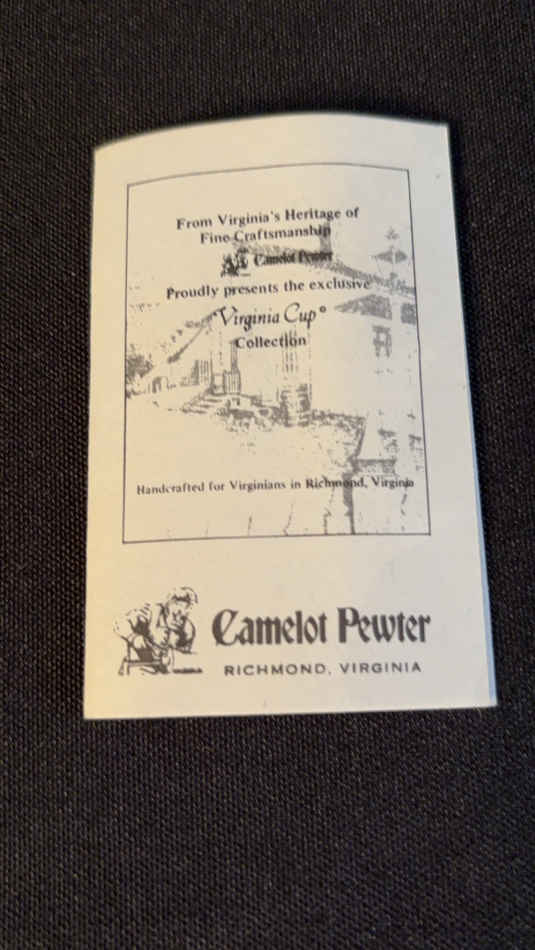 From Virginia's Heritage of
Fine Craftsmanship
Camelot Pewter
Proudly presents the exclusive
Virginia Cup®
Collection
Handcrafted for Virginians in Richmond, Virginia
Camelot Pewter
RICHMOND, VIRGINIA